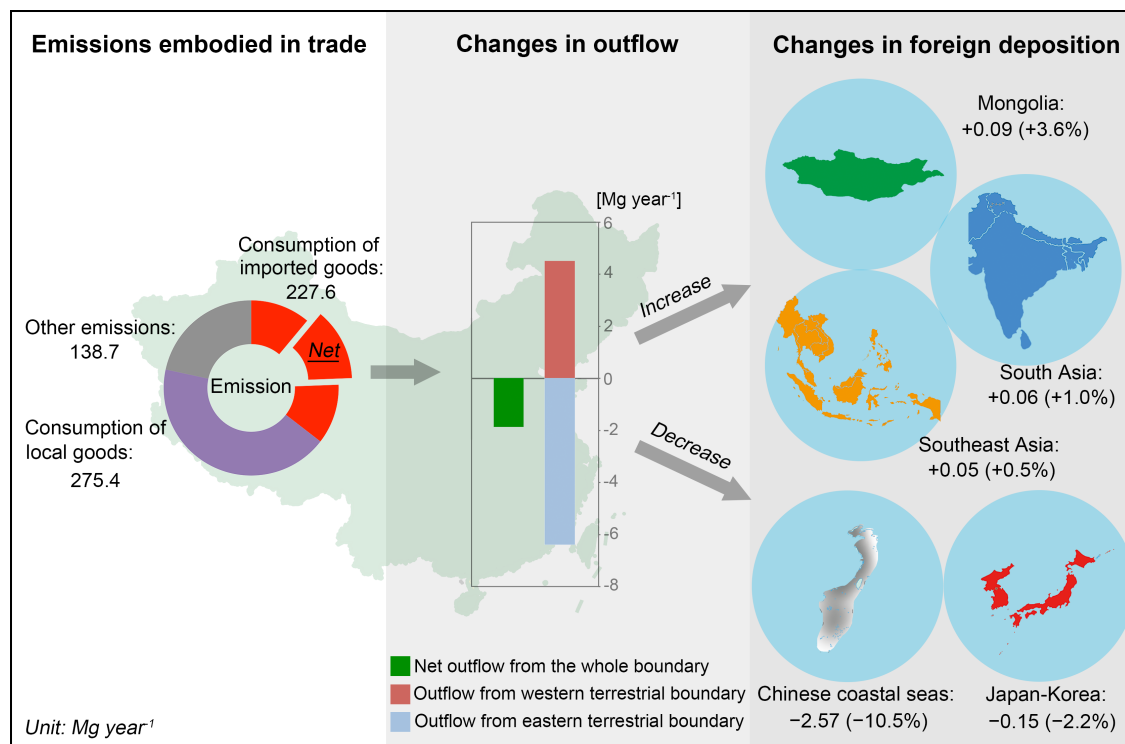 Emissions embodied in trade
Consumption of
imported goods:
227.6
Other emissions:
138.7
Net
Emission
Consumption of
local goods:
275.4
Unit: Mg year-1
Changes in outflow
[Mg year-1]
6
4
2
0
-2
-4
-6
-8
Net outflow from the whole boundary
Outflow from western terrestrial boundary
Outflow from eastern terrestrial boundary
Increase
Decrease
Changes in foreign deposition
Mongolia:
+0.09 (+3.6%)
South Asia:
+0.06 (+1.0%)
Southeast Asia:
+0.05 (+0.5%)
Chinese coastal seas:
−2.57 (−10.5%)
Japan-Korea:
−0.15 (−2.2%)